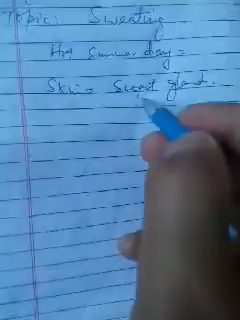 Topic: Sweating
Hot Summer day =
Skin = Sweat gland.